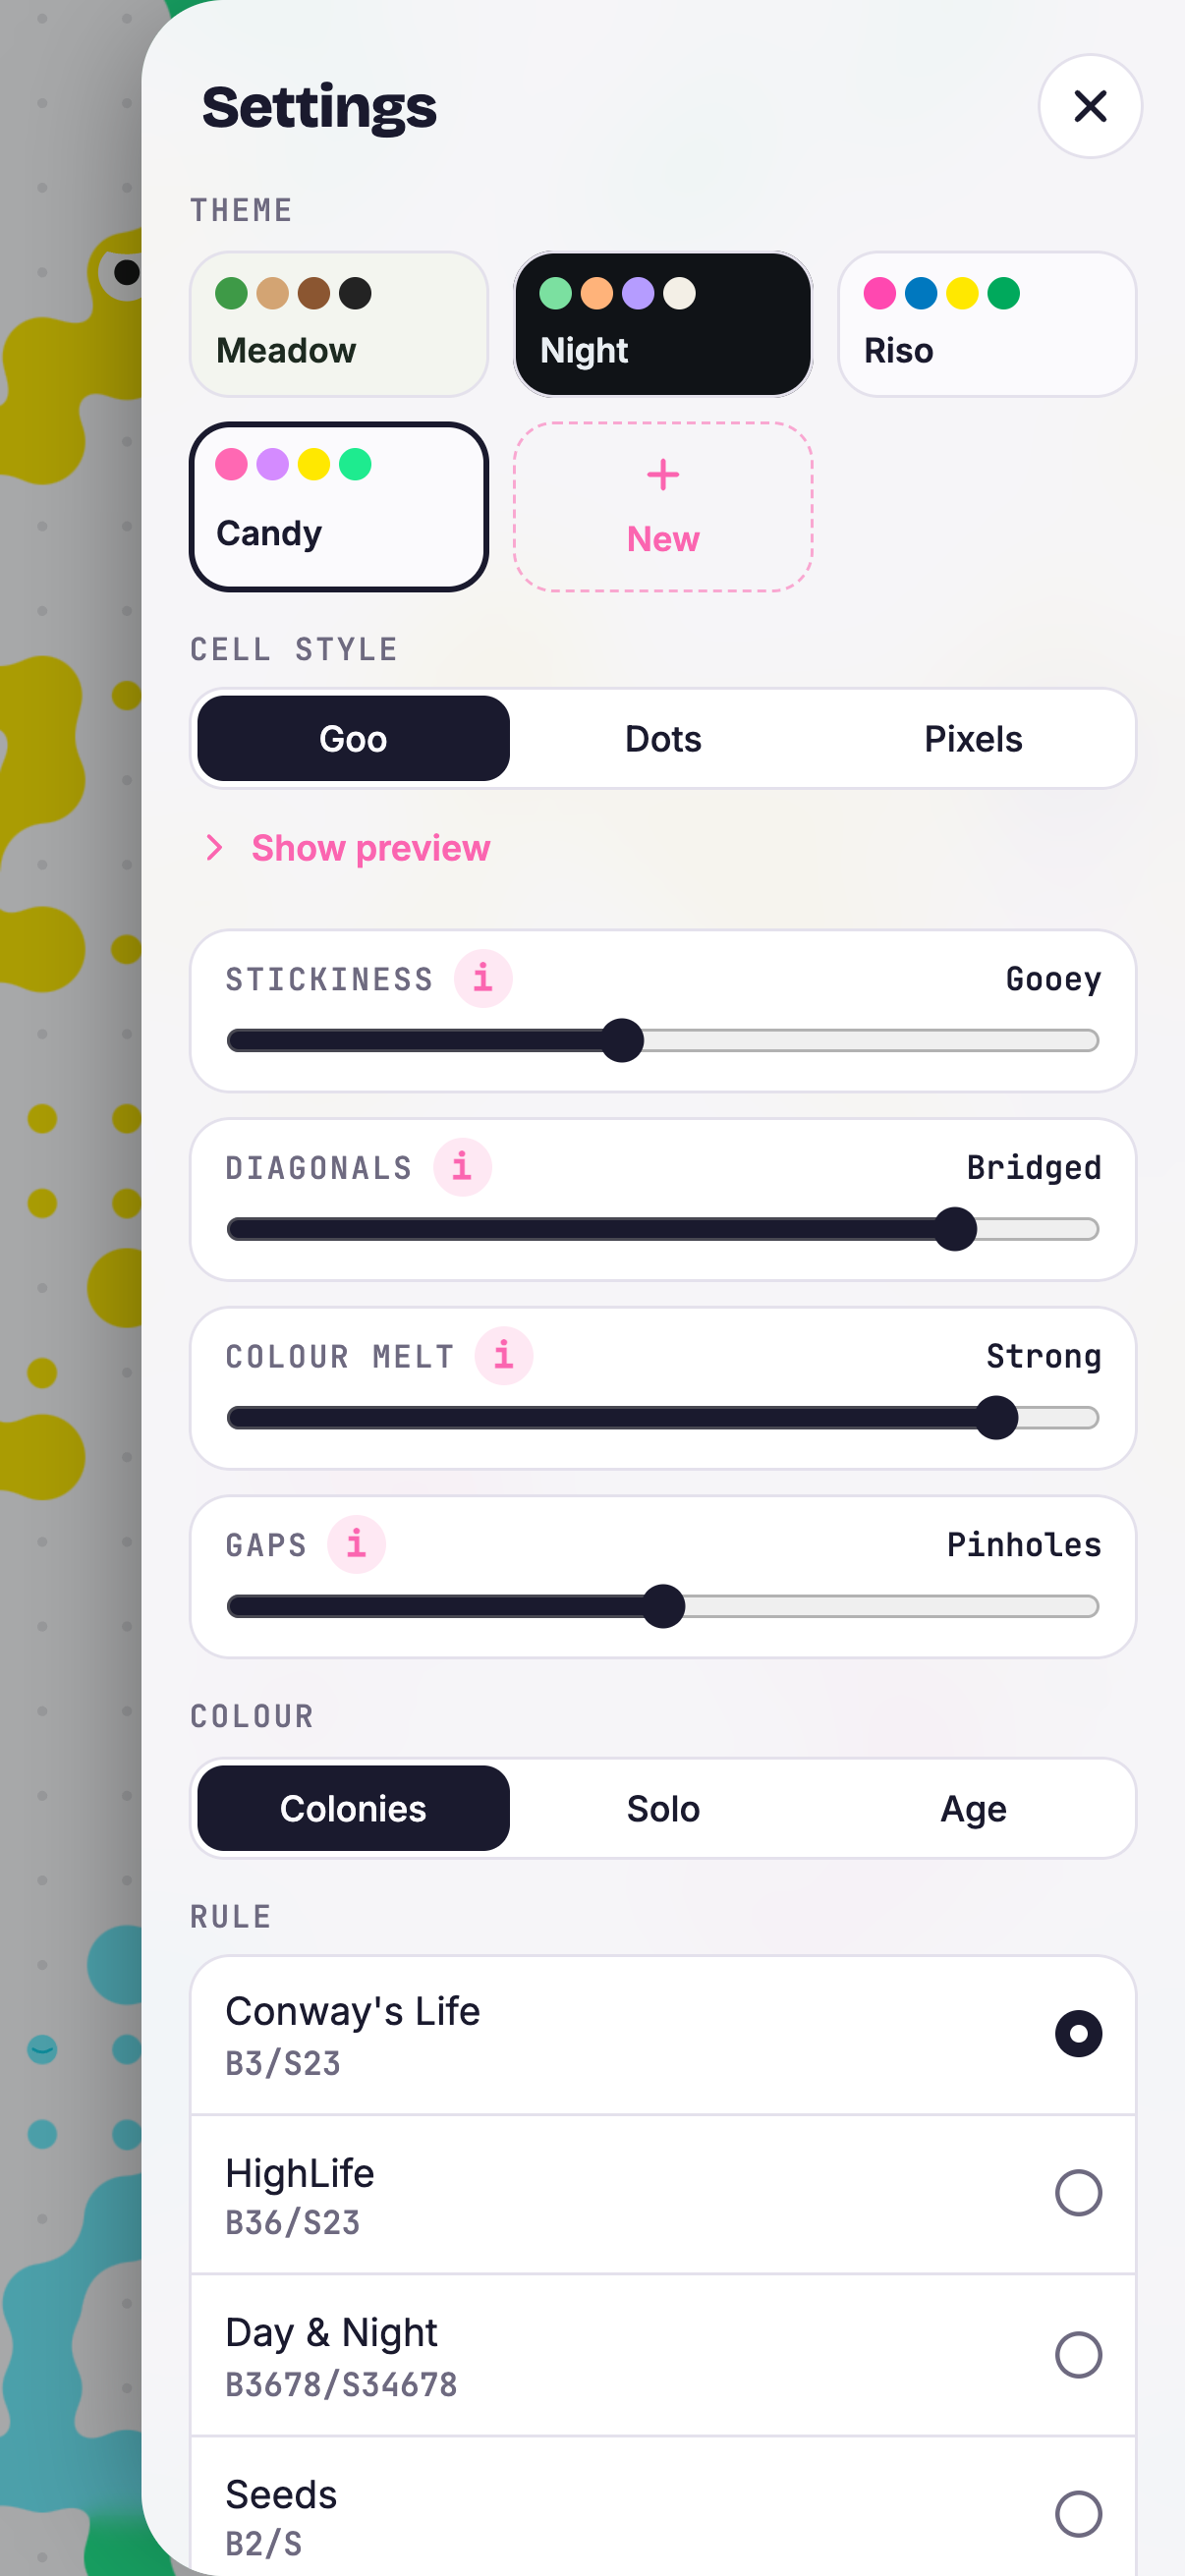 Settings
THEME
Meadow
Night
Riso
Candy
New
CELL STYLE
Goo
Dots
Pixels
Show preview
STICKINESS i Gooey
DIAGONALS i Bridged
COLOUR MELT i Strong
GAPS i Pinholes
COLOUR
Colonies
Solo
Age
RULE
Conway's Life
B3/S23
HighLife
B36/S23
Day & Night
B3678/S34678
Seeds
B2/S